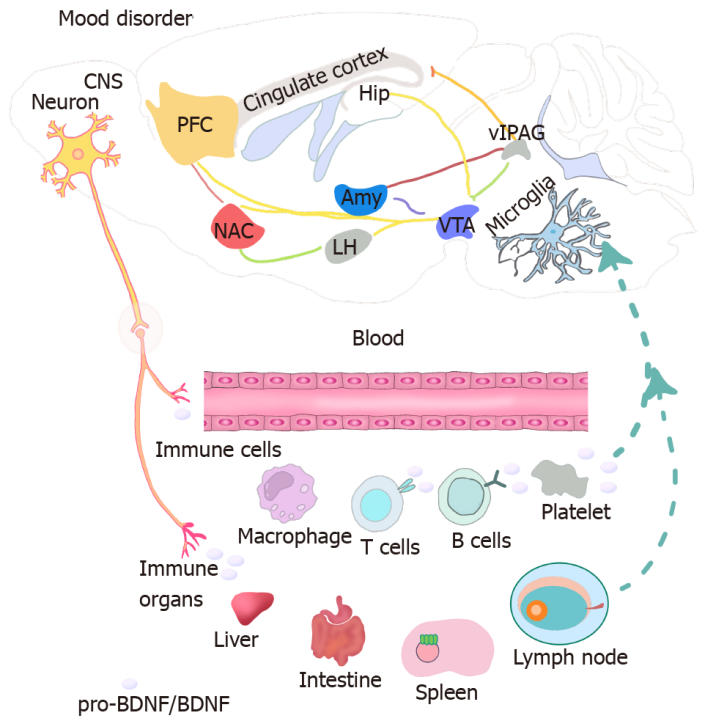 Mood disorder
CNS
Neuron
Cingulate cortex
Hip
PFC
vIPAG
Amy
Microglia
NAC
VTA
LH
Blood
Immune cells
Macrophage
T cells
B cells
Platelet
Immune
organs
Liver
Intestine
Spleen
Lymph node
pro-BDNF/BDNF